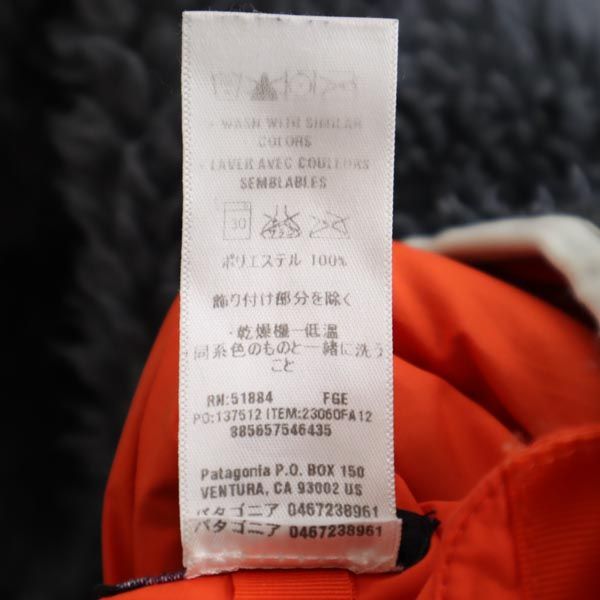 • WASH WITH SIMILAR
COLORS
• LAVER AVEC COULEURS
SEMBLABLES
30
ポリエステル 100%
飾り付け部分を除く
・乾燥機－低温
・同系色のものと一緒に洗う
こと
RN:51884 FGE
PO:137512 ITEM:23060FA12
885657546435
Patagonia P.O. BOX 150
VENTURA, CA 93002 US
パタゴニア 0467238961
パタゴニア 0467238961